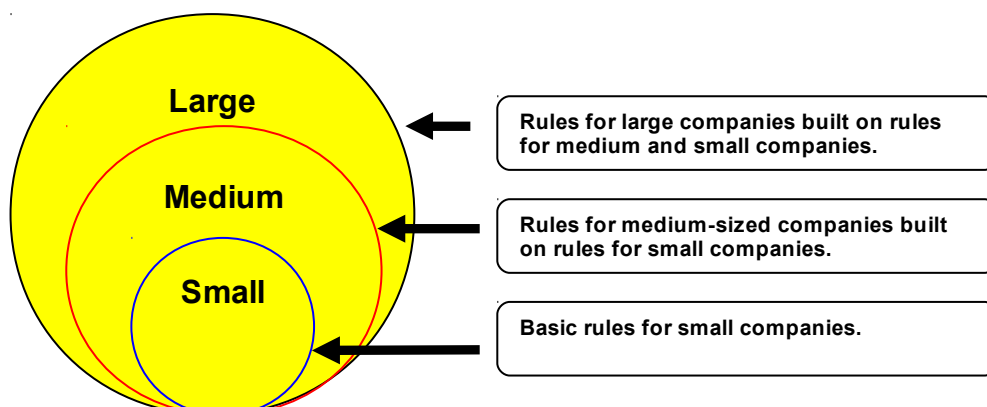 Large
Rules for large companies built on rules
for medium and small companies.
Medium
Rules for medium-sized companies built
on rules for small companies.
Small
Basic rules for small companies.